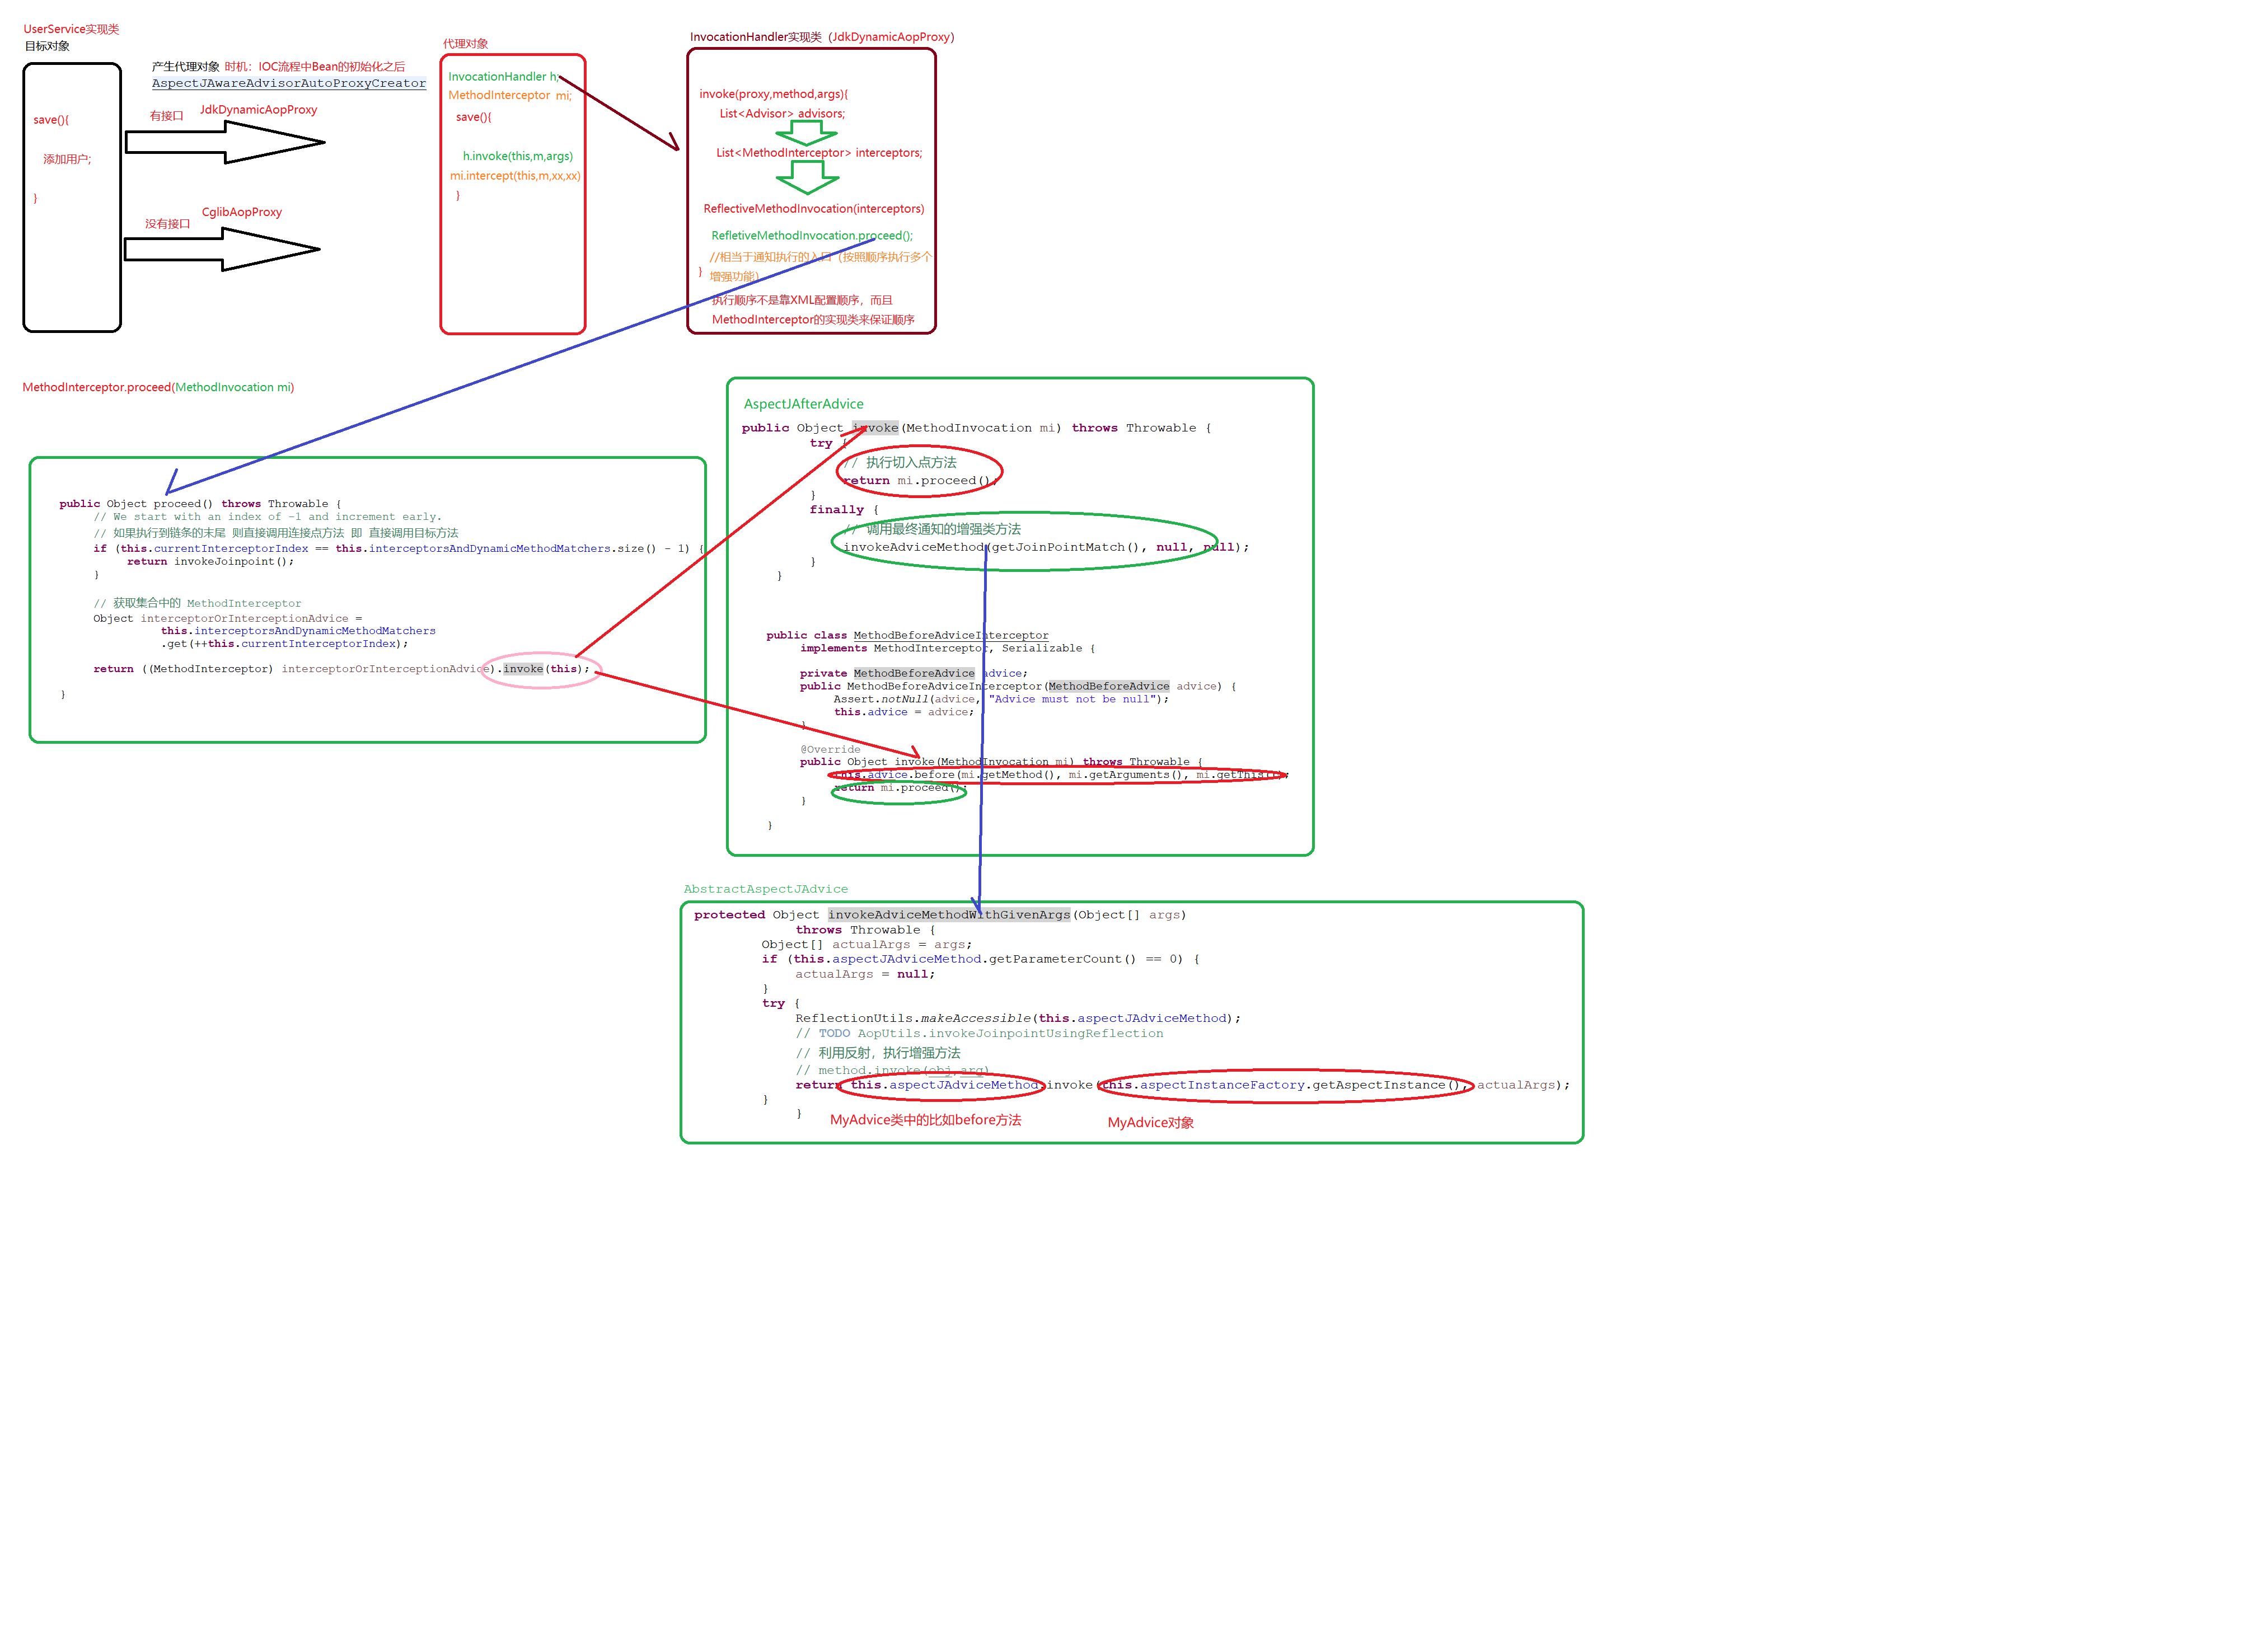 UserService实现类
目标对象
save(){
添加用户;
}
产生代理对象 时机：IOC流程中Bean的初始化之后
AspectJAwareAdvisorAutoProxyCreator
有接口 JdkDynamicAopProxy
没有接口 CglibAopProxy
代理对象
InvocationHandler h;
MethodInterceptor mi;
save(){
h.invoke(this,m,args)
mi.intercept(this,m,xx,xx)
}
InvocationHandler实现类（JdkDynamicAopProxy）
invoke(proxy,method,args){
List<Advisor> advisors;
List<MethodInterceptor> interceptors;
ReflectiveMethodInvocation(interceptors)
RefletiveMethodInvocation.proceed();
//相当于通知执行的入口（按照顺序执行多个
增强功能）
}
执行顺序不是靠XML配置顺序，而且
MethodInterceptor的实现类来保证顺序
MethodInterceptor.proceed(MethodInvocation mi)
public Object proceed() throws Throwable {
// We start with an index of -1 and increment early.
// 如果执行到链条的末尾 则直接调用连接点方法 即 直接调用目标方法
if (this.currentInterceptorIndex == this.interceptorsAndDynamicMethodMatchers.size() - 1) {
return invokeJoinpoint();
}
// 获取集合中的 MethodInterceptor
Object interceptorOrInterceptionAdvice =
this.interceptorsAndDynamicMethodMatchers
.get(++this.currentInterceptorIndex);
return ((MethodInterceptor) interceptorOrInterceptionAdvice).invoke(this);
}
AspectJAfterAdvice
public Object invoke(MethodInvocation mi) throws Throwable {
try {
// 执行切入点方法
return mi.proceed();
}
finally {
// 调用最终通知的增强类方法
invokeAdviceMethod(getJoinPointMatch(), null, null);
}
}
public class MethodBeforeAdviceInterceptor
implements MethodInterceptor, Serializable {
private MethodBeforeAdvice advice;
public MethodBeforeAdviceInterceptor(MethodBeforeAdvice advice) {
Assert.notNull(advice, "Advice must not be null");
this.advice = advice;
}
@Override
public Object invoke(MethodInvocation mi) throws Throwable {
this.advice.before(mi.getMethod(), mi.getArguments(), mi.getThis());
return mi.proceed();
}
}
AbstractAspectJAdvice
protected Object invokeAdviceMethodWithGivenArgs(Object[] args)
throws Throwable {
Object[] actualArgs = args;
if (this.aspectJAdviceMethod.getParameterCount() == 0) {
actualArgs = null;
}
try {
ReflectionUtils.makeAccessible(this.aspectJAdviceMethod);
// TODO AopUtils.invokeJoinpointUsingReflection
// 利用反射，执行增强方法
// method.invoke(obj,arg)
return this.aspectJAdviceMethod.invoke(this.aspectInstanceFactory.getAspectInstance(), actualArgs);
}
}
MyAdvice类中的比如before方法
MyAdvice对象